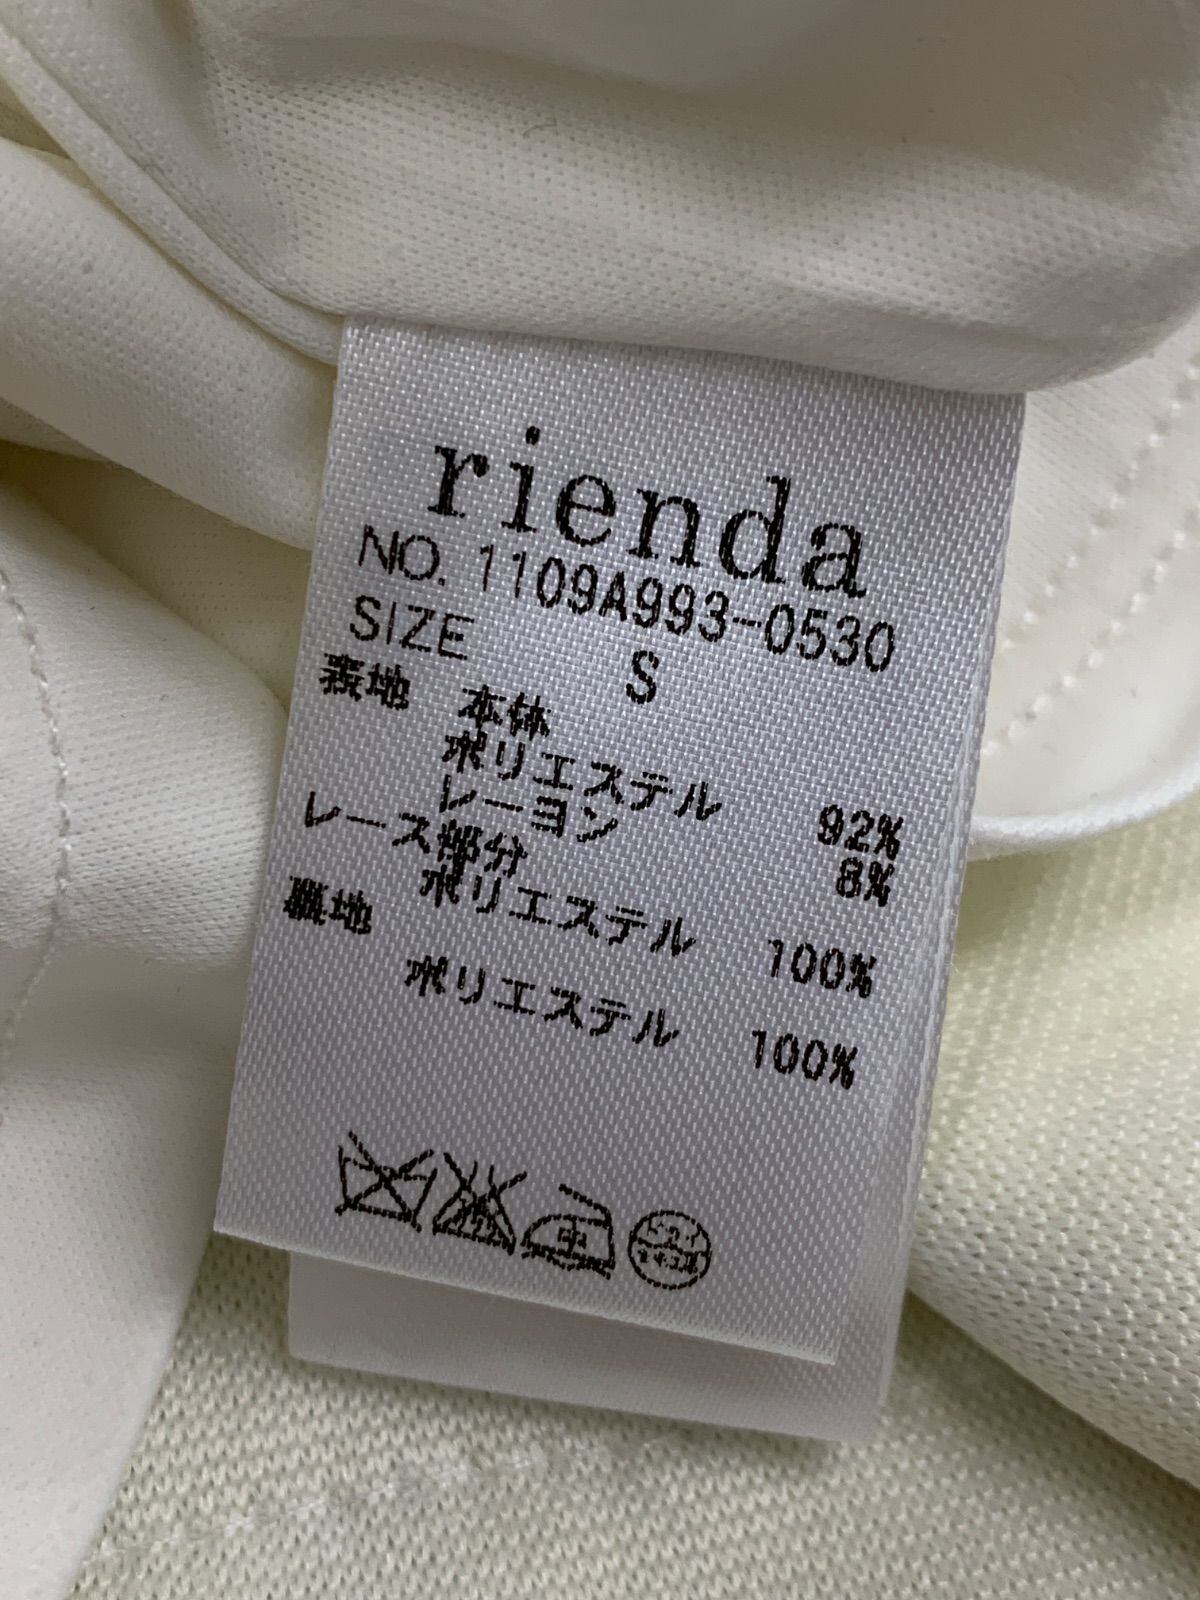 rienda
NO. 1109A993-0530
SIZE S
表地 本体
ポリエステル 92%
レーヨン 8%
レース部分
ポリエステル 100%
裏地
ポリエステル 100%
中